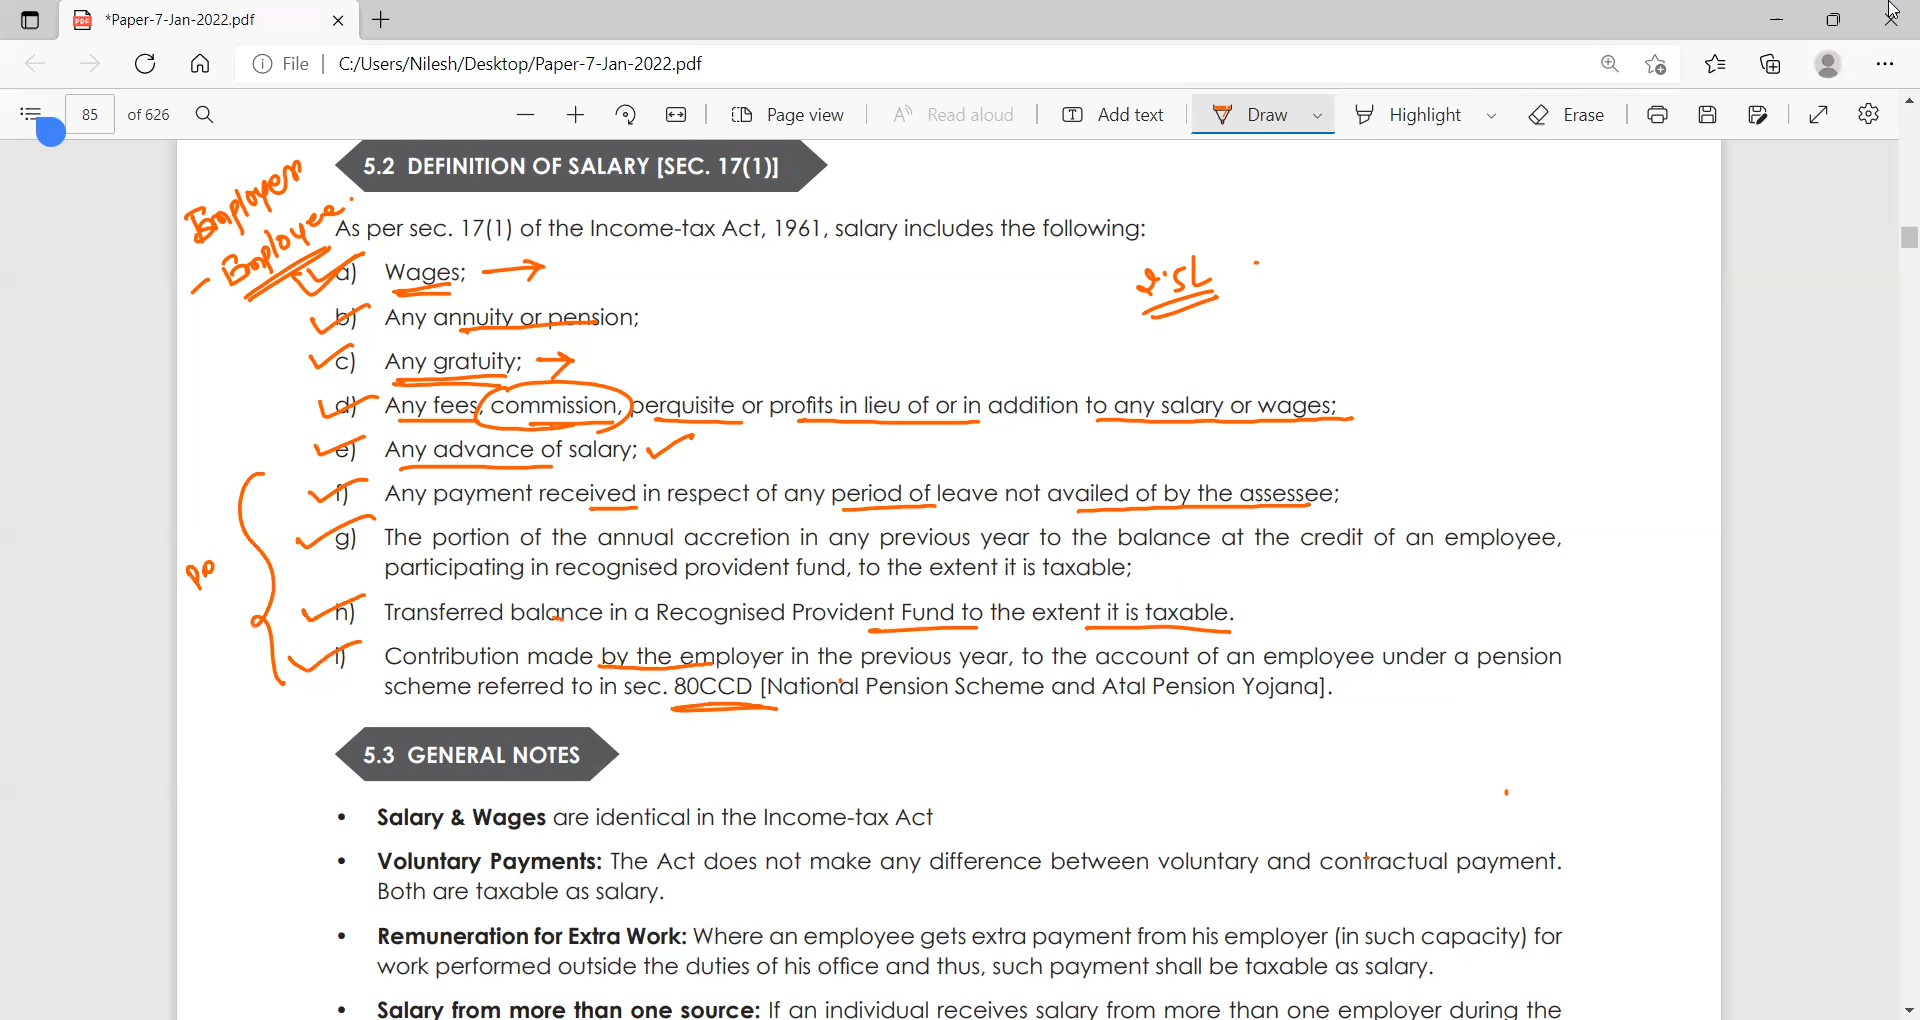 *Paper-7-Jan-2022.pdf
File
C:/Users/Nilesh/Desktop/Paper-7-Jan-2022.pdf
85 of 626
Page view
Read aloud
Add text
Draw
Highlight
Erase
5.2 DEFINITION OF SALARY [SEC. 17(1)]
Employer
- Employee
As per sec. 17(1) of the Income-tax Act, 1961, salary includes the following:
a) Wages;
b) Any annuity or pension;
c) Any gratuity;
d) Any fees, commission, perquisite or profits in lieu of or in addition to any salary or wages;
e) Any advance of salary;
f) Any payment received in respect of any period of leave not availed of by the assessee;
g) The portion of the annual accretion in any previous year to the balance at the credit of an employee,
participating in recognised provident fund, to the extent it is taxable;
h) Transferred balance in a Recognised Provident Fund to the extent it is taxable.
i) Contribution made by the employer in the previous year, to the account of an employee under a pension
scheme referred to in sec. 80CCD [National Pension Scheme and Atal Pension Yojana].
5.3 GENERAL NOTES
• Salary & Wages are identical in the Income-tax Act
• Voluntary Payments: The Act does not make any difference between voluntary and contractual payment.
Both are taxable as salary.
• Remuneration for Extra Work: Where an employee gets extra payment from his employer (in such capacity) for
work performed outside the duties of his office and thus, such payment shall be taxable as salary.
• Salary from more than one source: If an individual receives salary from more than one employer during the